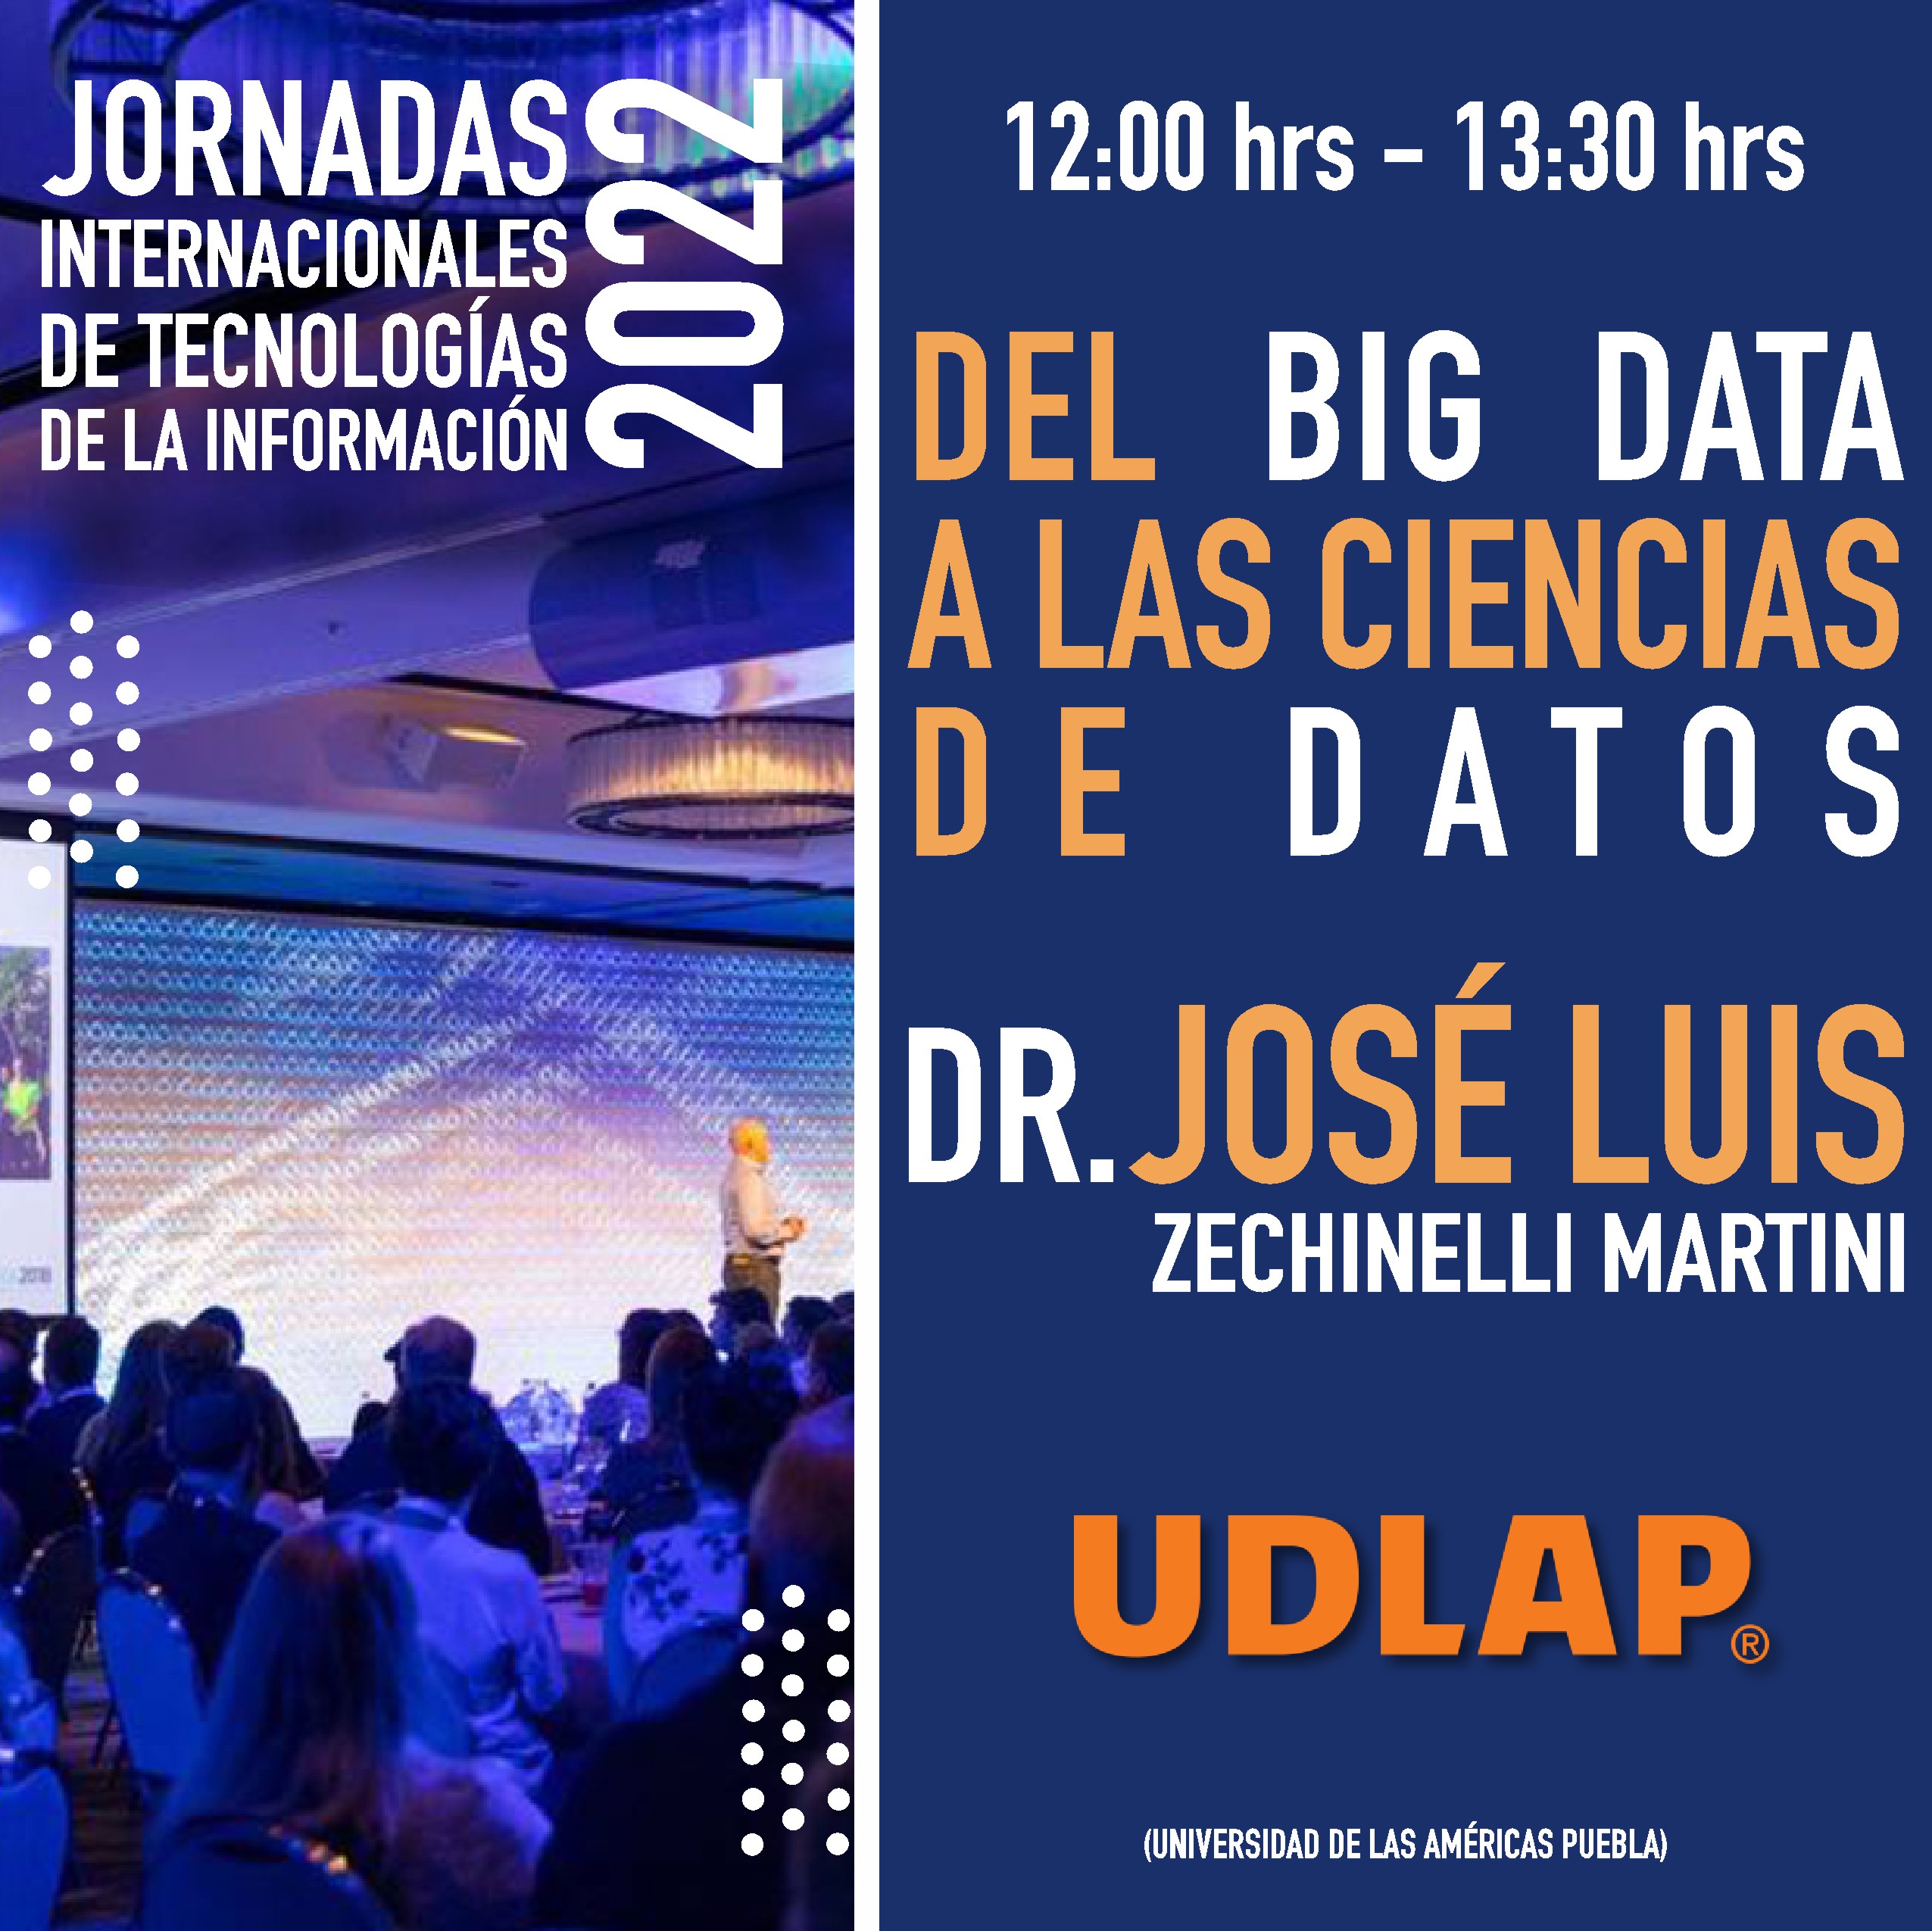 JORNADAS
INTERNACIONALES
DE TECNOLOGÍAS
DE LA INFORMACIÓN
2022
12:00 hrs – 13:30 hrs
DEL BIG DATA
A LAS CIENCIAS
DE DATOS
DR. JOSÉ LUIS
ZECHINELLI MARTINI
UDLAP®
(UNIVERSIDAD DE LAS AMÉRICAS PUEBLA)
2018